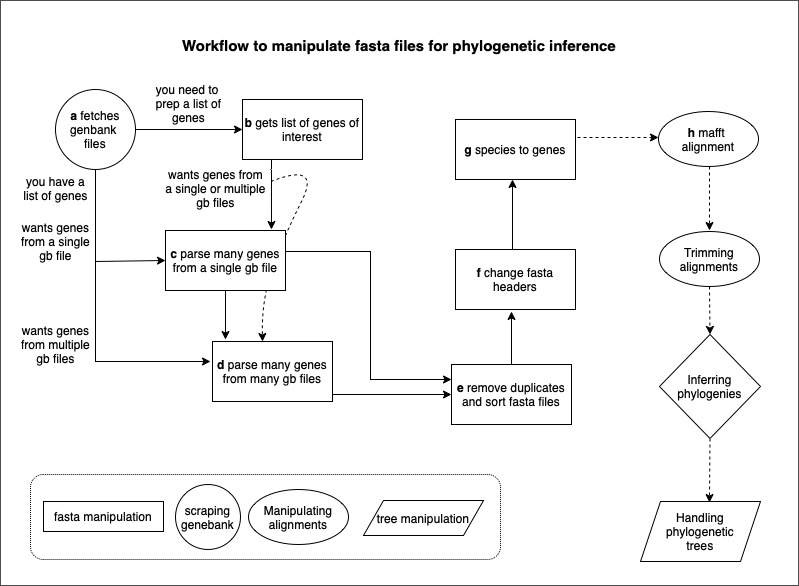 Workflow to manipulate fasta files for phylogenetic inference
a fetches
genbank
files
you need to
prep a list of
genes
b gets list of genes of
interest
g species to genes
h mafft
alignment
you have a
list of genes
wants genes from
a single or multiple
gb files
wants genes
from a single
gb file
c parse many genes
from a single gb file
f change fasta
headers
Trimming
alignments
wants genes
from multiple
gb files
d parse many genes
from many gb files
e remove duplicates
and sort fasta files
Inferring
phylogenies
fasta manipulation
scraping
genebank
Manipulating
alignments
tree manipulation
Handling
phylogenetic
trees